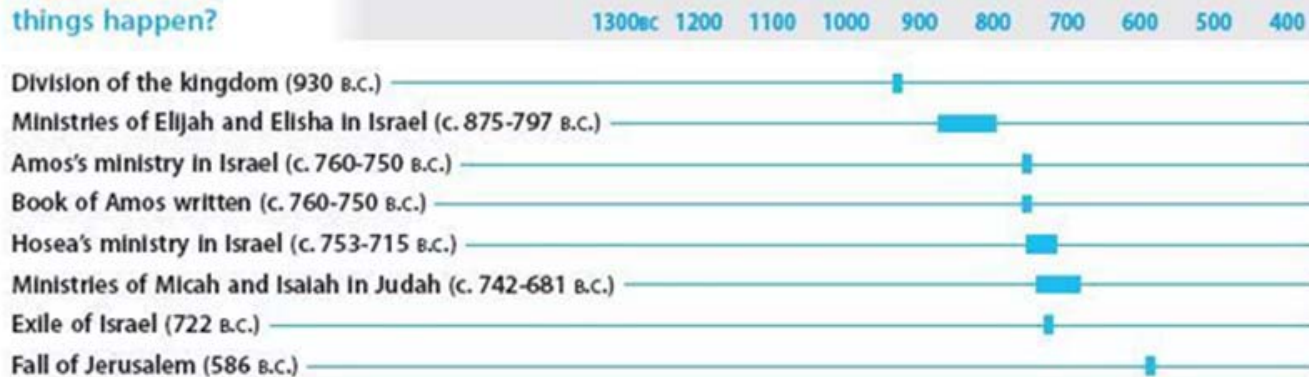 things happen? 1300BC 1200 1100 1000 900 800 700 600 500 400
Division of the kingdom (930 B.C.)
Ministries of Elijah and Elisha in Israel (c. 875-797 B.C.)
Amos's ministry in Israel (c. 760-750 B.C.)
Book of Amos written (c. 760-750 B.C.)
Hosea's ministry in Israel (c. 753-715 B.C.)
Ministries of Micah and Isaiah in Judah (c. 742-681 B.C.)
Exile of Israel (722 B.C.)
Fall of Jerusalem (586 B.C.)